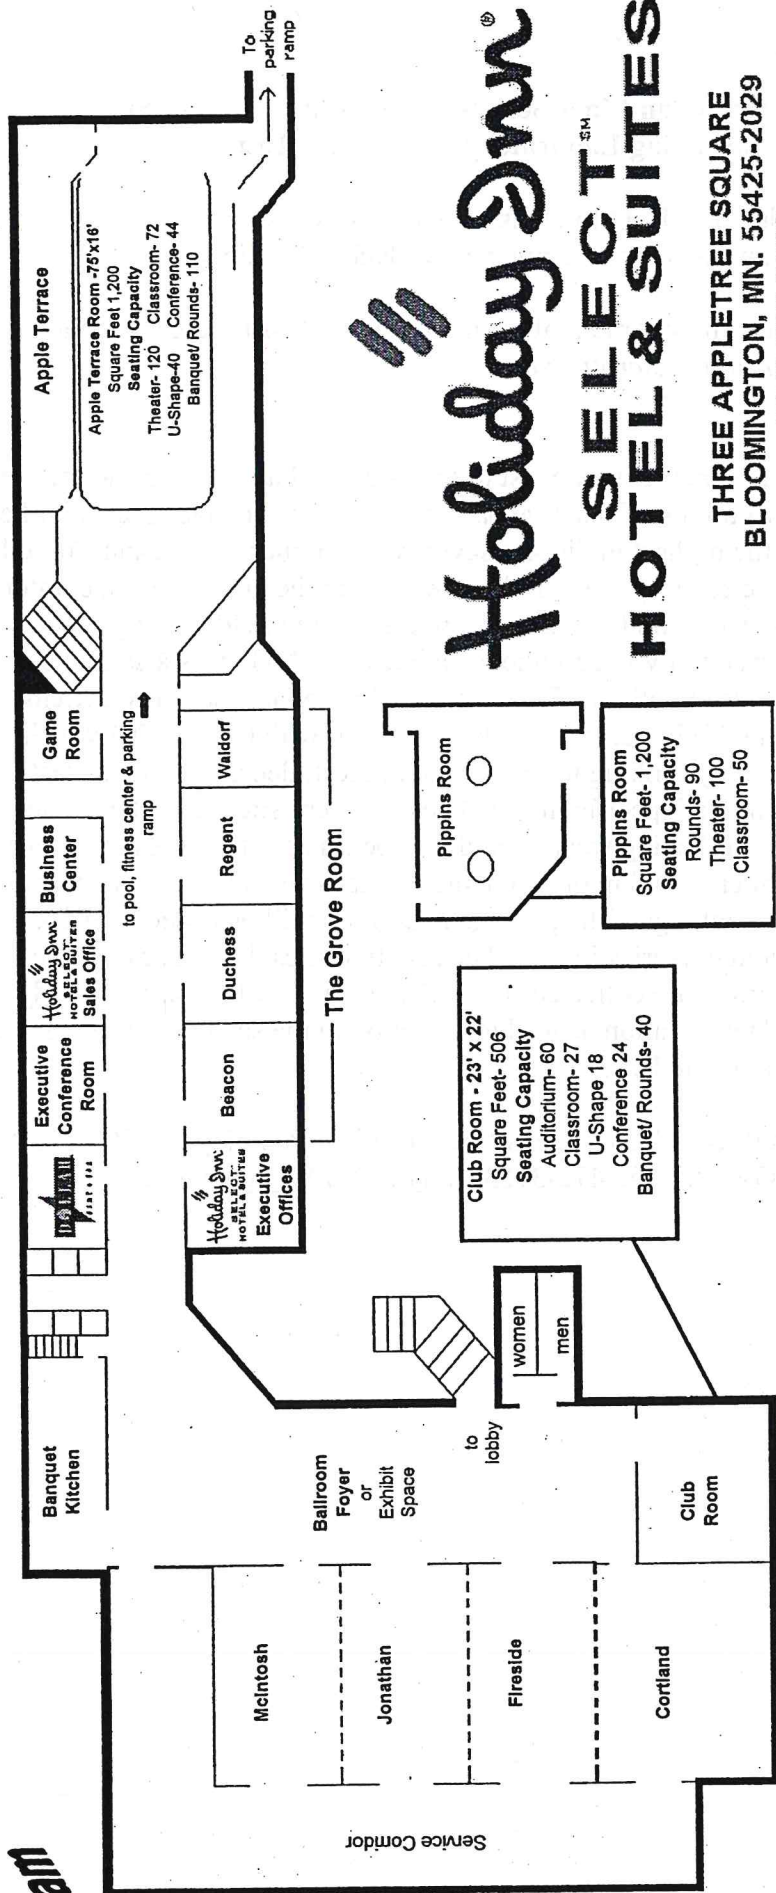 am
Banquet
Kitchen
DOLLAR
RENT A CAR
Executive
Conference
Room
Holiday Inn
SELECT
HOTEL & SUITES
Sales Office
Business
Center
Game
Room
Apple Terrace
Apple Terrace Room -75'x16'
Square Feet 1,200
Seating Capacity
Theater- 120 Classroom- 72
U-Shape-40 Conference- 44
Banquet/ Rounds- 110
To
parking
ramp
to pool, fitness center & parking
ramp
Holiday Inn
SELECT
HOTEL & SUITES
Executive
Offices
Beacon
Duchess
Regent
Waldorf
The Grove Room
Ballroom
Foyer
or
Exhibit
Space
to
lobby
women
men
Club
Room
McIntosh
Jonathan
Fireside
Cortland
Service Corridor
Club Room - 23' x 22'
Square Feet- 506
Seating Capacity
Auditorium- 60
Classroom- 27
U-Shape 18
Conference 24
Banquet/ Rounds- 40
Pippins Room
Pippins Room
Square Feet- 1,200
Seating Capacity
Rounds- 90
Theater- 100
Classroom- 50
Holiday Inn®
SELECT℠
HOTEL & SUITES
THREE APPLETREE SQUARE
BLOOMINGTON, MN. 55425-2029